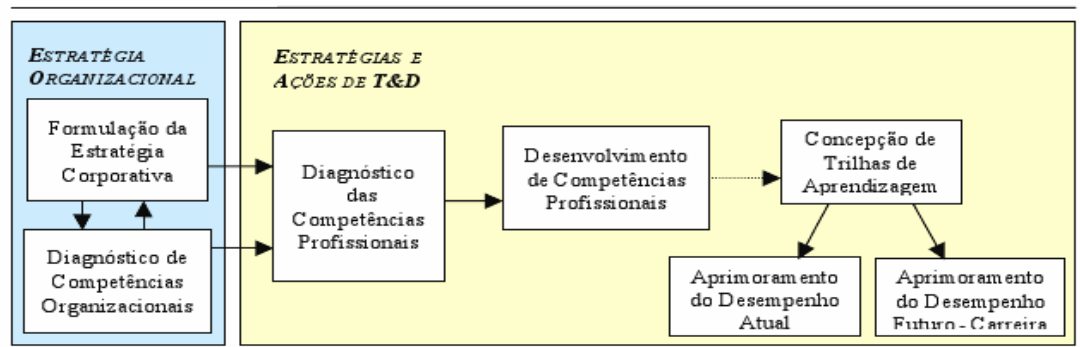 ESTRATÉGIA
ORGANIZACIONAL
Formulação da
Estratégia
Corporativa
Diagnóstico de
Competências
Organizacionais
ESTRATÉGIAS E
AÇÕES DE T&D
Diagnóstico
das
Competências
Profissionais
Desenvolvimento
de Competências
Profissionais
Concepção de
Trilhas de
Aprendizagem
Aprimoramento
do Desempenho
Atual
Aprimoramento
do Desempenho
Futuro - Carreira